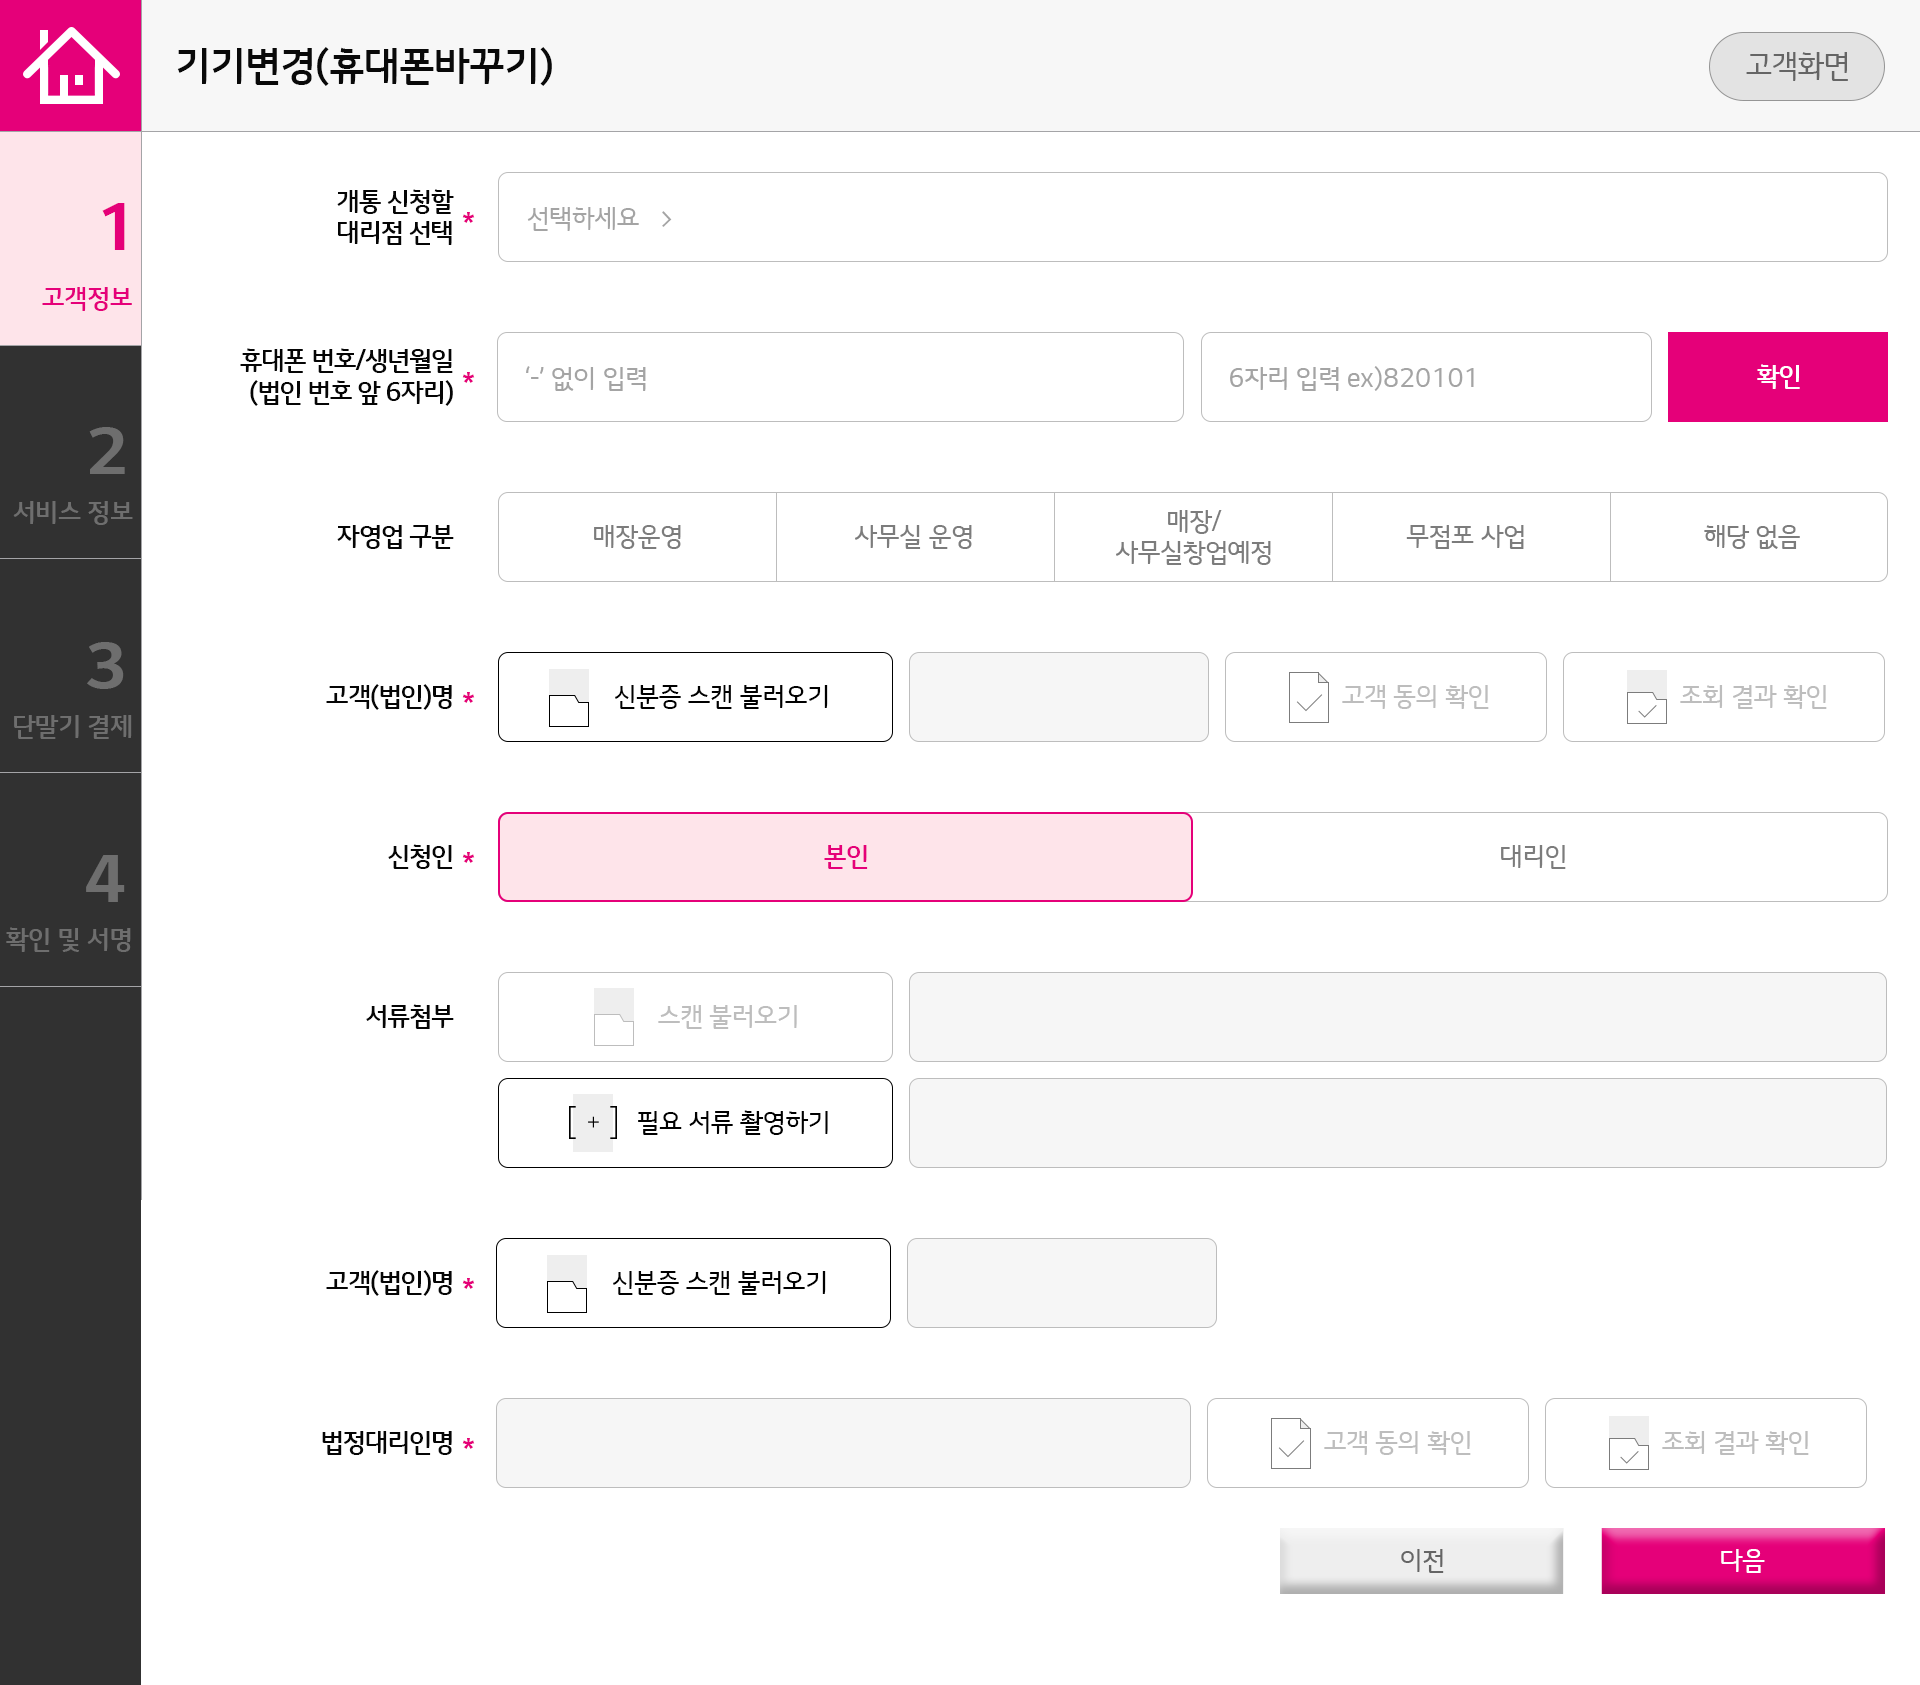 기기변경(휴대폰바꾸기)
고객화면
1
고객정보
2
서비스 정보
3
단말기 결제
4
확인 및 서명
개통 신청할
대리점 선택 *
선택하세요 >
휴대폰 번호/생년월일
(법인 번호 앞 6자리) *
‘-’ 없이 입력
6자리 입력 ex)820101
확인
자영업 구분
매장운영
사무실 운영
매장/
사무실창업예정
무점포 사업
해당 없음
고객(법인)명 *
신분증 스캔 불러오기
고객 동의 확인
조회 결과 확인
신청인 *
본인
대리인
서류첨부
스캔 불러오기
[+] 필요 서류 촬영하기
고객(법인)명 *
신분증 스캔 불러오기
법정대리인명 *
고객 동의 확인
조회 결과 확인
이전
다음